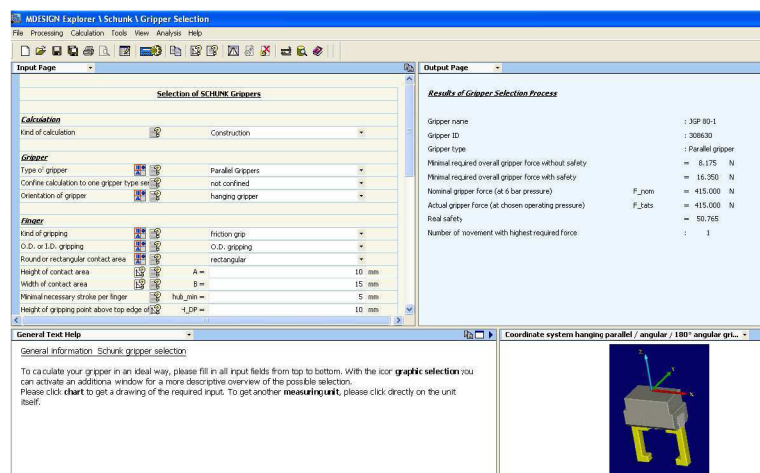 MDESIGN Explorer \ Schunk \ Gripper Selection
File Processing Calculation Tools View Analysis Help
Input Page
Selection of SCHUNK Grippers
Calculation
Kind of calculation Construction
Gripper
Type of gripper Parallel Grippers
Confine calculation to one gripper type ser not confined
Orientation of gripper hanging gripper
Finger
Kind of gripping friction grip
O.D. or I.D. gripping O.D. gripping
Round or rectangular contact area rectangular
Height of contact area A = 10 mm
Width of contact area B = 15 mm
Minimal necessary stroke per finger hub_min = 5 mm
Height of gripping point above top edge of H_DP = 10 mm
Output Page
Results of Gripper Selection Process
Gripper name : JGP 80-1
Gripper ID : 308630
Gripper type : Parallel gripper
Minimal required overall gripper force without safety = 8.175 N
Minimal required overall gripper force with safety = 16.350 N
Nominal gripper force (at 6 bar pressure) F_nom = 415.000 N
Actual gripper force (at chosen operating pressure) F_tats = 415.000 N
Real safety = 50.765
Number of movement with highest required force : 1
General Text Help
General information Schunk gripper selection
To caculate your gripper in an ideal way, please fill in all input fields from top to bottom. With the icon graphic selection you
can activate an additiona window for a more descriptive overview of the possible selection.
Please click chart to get a drawing of the required input. To get another measuring unit, please click directly on the unit
itself.
Coordinate system hanging parallel / angular / 180° angular gri...
Z
Y
X